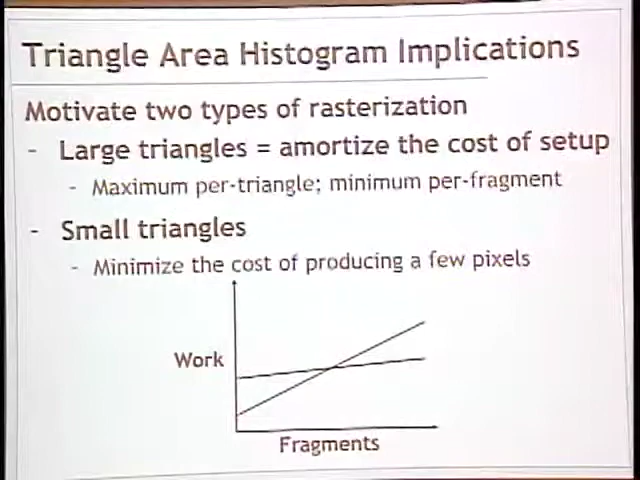 Triangle Area Histogram Implications
Motivate two types of rasterization
- Large triangles = amortize the cost of setup
- Maximum per-triangle; minimum per-fragment
- Small triangles
- Minimize the cost of producing a few pixels
Work
Fragments